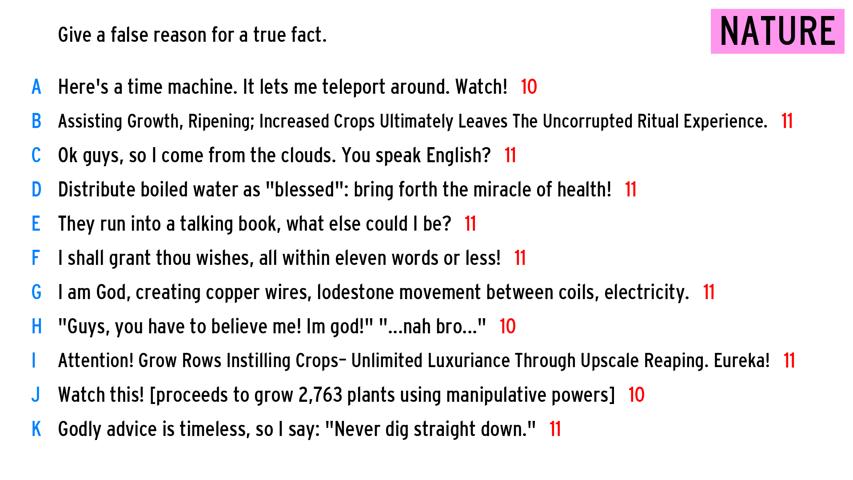 Give a false reason for a true fact.
NATURE
A Here's a time machine. It lets me teleport around. Watch! 10
B Assisting Growth, Ripening; Increased Crops Ultimately Leaves The Uncorrupted Ritual Experience. 11
C Ok guys, so I come from the clouds. You speak English? 11
D Distribute boiled water as "blessed": bring forth the miracle of health! 11
E They run into a talking book, what else could I be? 11
F I shall grant thou wishes, all within eleven words or less! 11
G I am God, creating copper wires, lodestone movement between coils, electricity. 11
H "Guys, you have to believe me! Im god!" "...nah bro..." 10
I Attention! Grow Rows Instilling Crops– Unlimited Luxuriance Through Upscale Reaping. Eureka! 11
J Watch this! [proceeds to grow 2,763 plants using manipulative powers] 10
K Godly advice is timeless, so I say: "Never dig straight down." 11